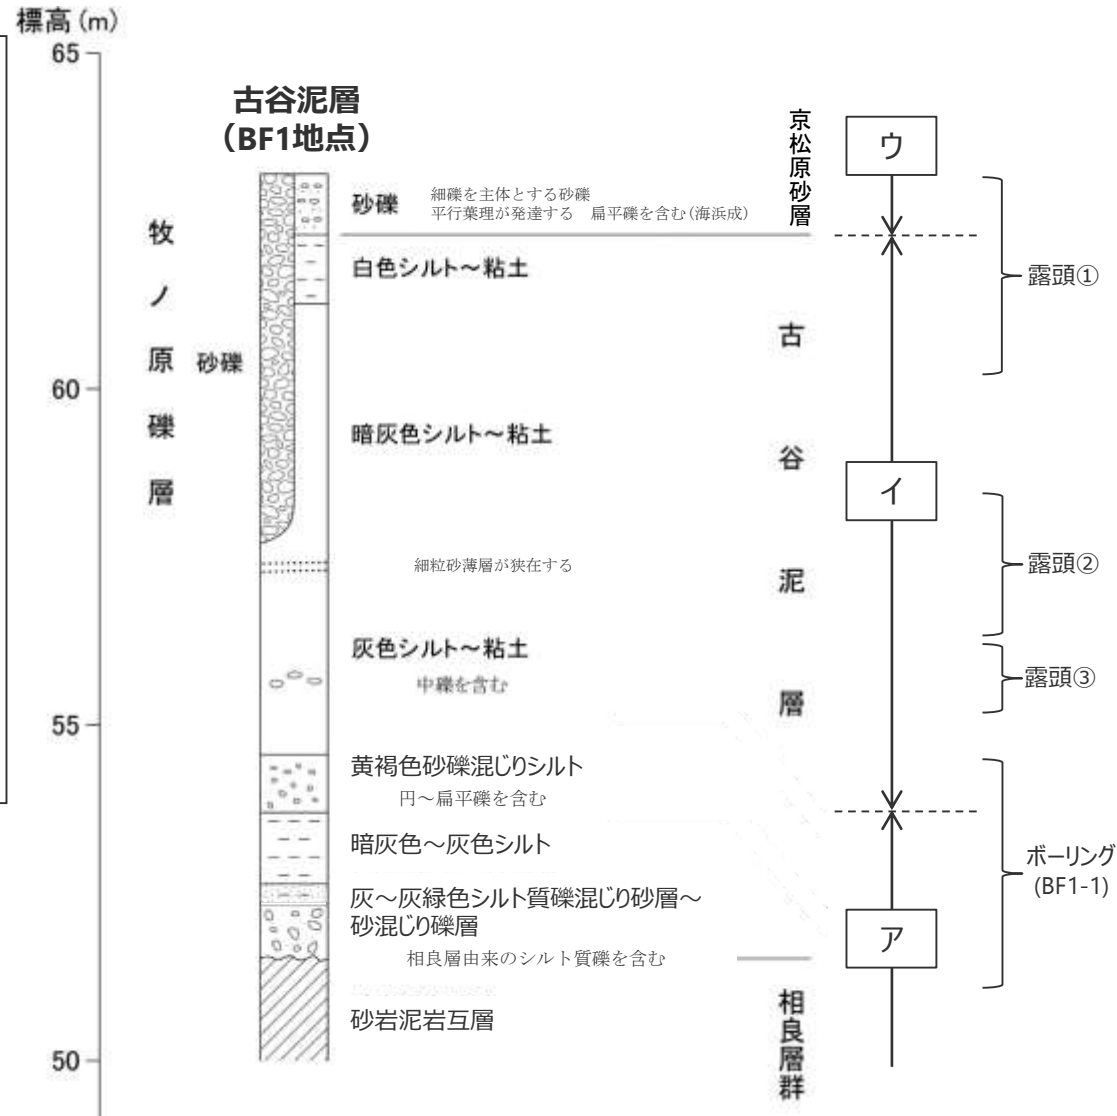 標高(m)
65
60
55
50
古谷泥層
(BF1地点)
牧ノ原礫層
砂礫
砂礫
細礫を主体とする砂礫
平行葉理が発達する 扁平礫を含む(海浜成)
白色シルト～粘土
暗灰色シルト～粘土
細粒砂薄層が狭在する
灰色シルト～粘土
中礫を含む
黄褐色砂礫混じりシルト
円～扁平礫を含む
暗灰色～灰色シルト
灰～灰緑色シルト質礫混じり砂層～
砂混じり礫層
相良層由来のシルト質礫を含む
砂岩泥岩互層
京松原砂層
古谷泥層
相良層群
ウ
イ
ア
露頭①
露頭②
露頭③
ボーリング
(BF1-1)